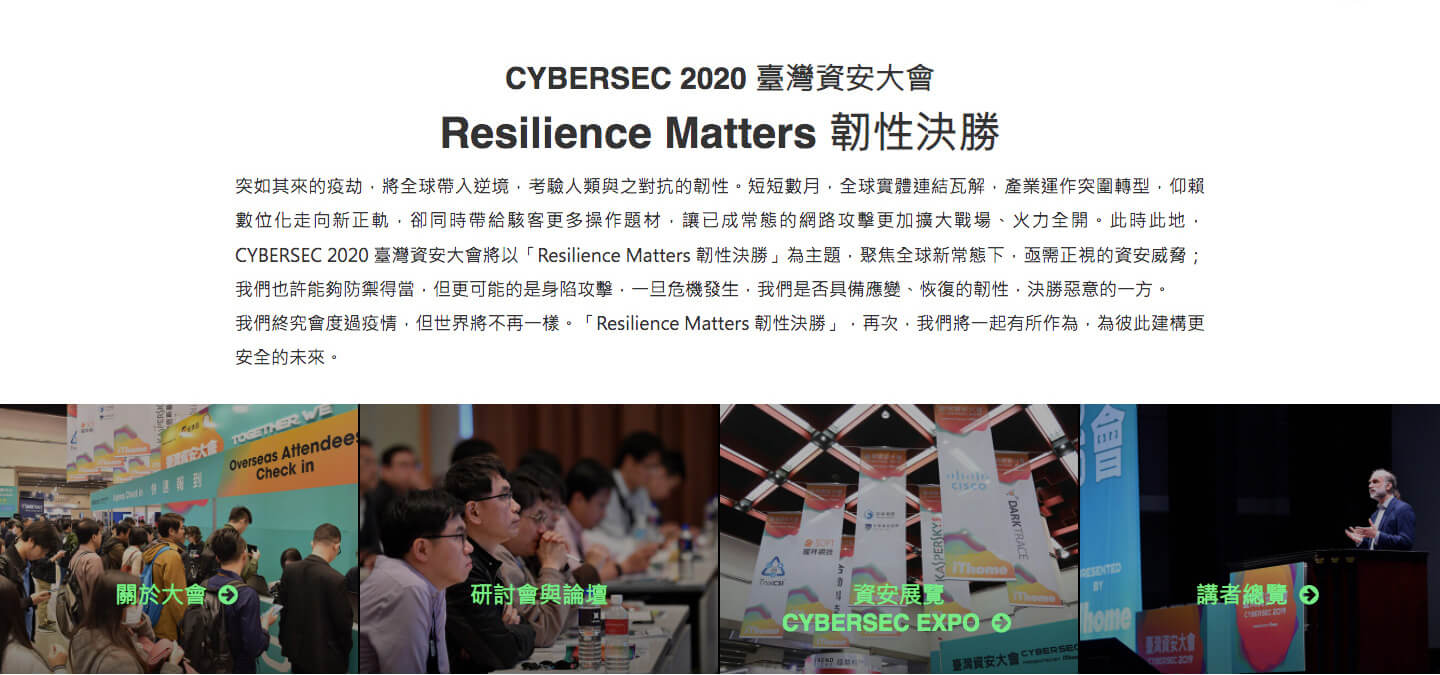 CYBERSEC 2020 臺灣資安大會
Resilience Matters 韌性決勝
突如其來的疫劫，將全球帶入逆境，考驗人類與之對抗的韌性。短短數月，全球實體連結瓦解，產業運作突圍轉型，仰賴
數位化走向新正軌，卻同時帶給駭客更多操作題材，讓已成常態的網路攻擊更加擴大戰場、火力全開。此時此地，
CYBERSEC 2020 臺灣資安大會將以「Resilience Matters 韌性決勝」為主題，聚焦全球新常態下，亟需正視的資安威脅；
我們也許能夠防禦得當，但更可能的是身陷攻擊，一旦危機發生，我們是否具備應變、恢復的韌性，決勝惡意的一方。
我們終究會度過疫情，但世界將不再一樣。「Resilience Matters 韌性決勝」，再次，我們將一起有所作為，為彼此建構更
安全的未來。
KASPERSKY
TOGETHER, WE
臺灣資安大會
Overseas Attendees
Check in
Express Check in 快速報到
關於大會
研討會與論壇
CISCO
DARKTRACE
KASPERSKY
iThome
iThome
資安展覽
CYBERSEC EXPO
臺灣資安大會 CYBERSEC
會
PRESENTED
BY
iThome
臺灣資安大會
CYBERSEC 2019
CYBERSEC 2019
講者總覽